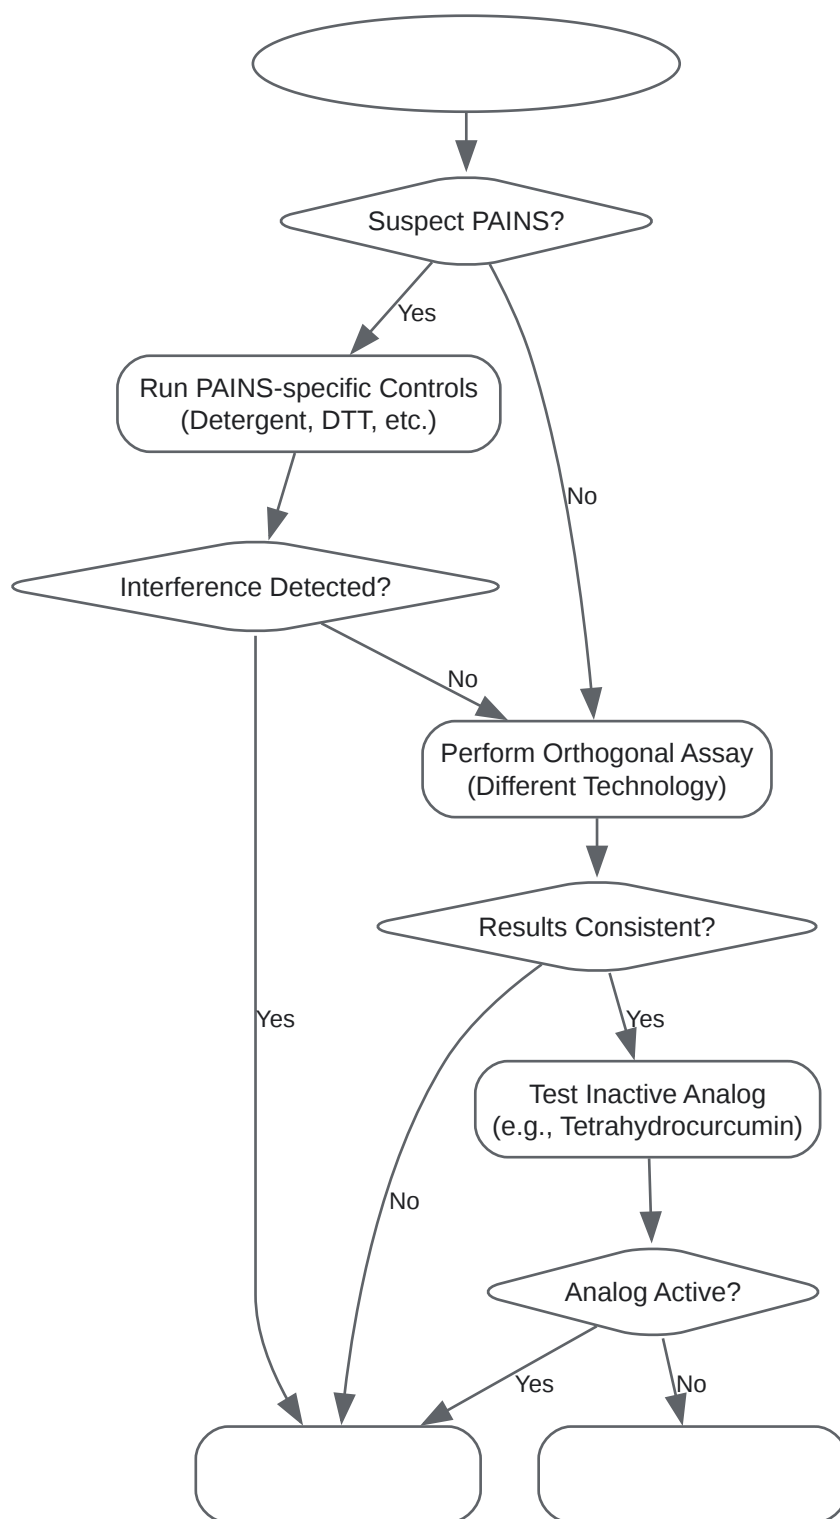 Suspect PAINS?
Yes
Run PAINS-specific Controls
(Detergent, DTT, etc.)
No
Interference Detected?
No
Perform Orthogonal Assay
(Different Technology)
Results Consistent?
Yes
Yes
Test Inactive Analog
(e.g., Tetrahydrocurcumin)
No
Analog Active?
Yes
No